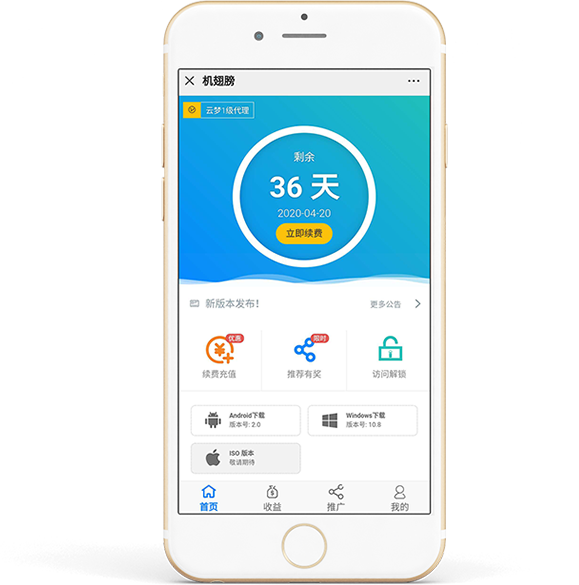 机翅膀
云梦1级代理
剩余
36 天
2020-04-20
立即续费
新版本发布!
更多公告
优惠
限时
续费充值
推荐有奖
访问解锁
Android下载
版本号: 2.0
Windows下载
版本号: 10.8
ISO 版本
敬请期待
首页
收益
推广
我的